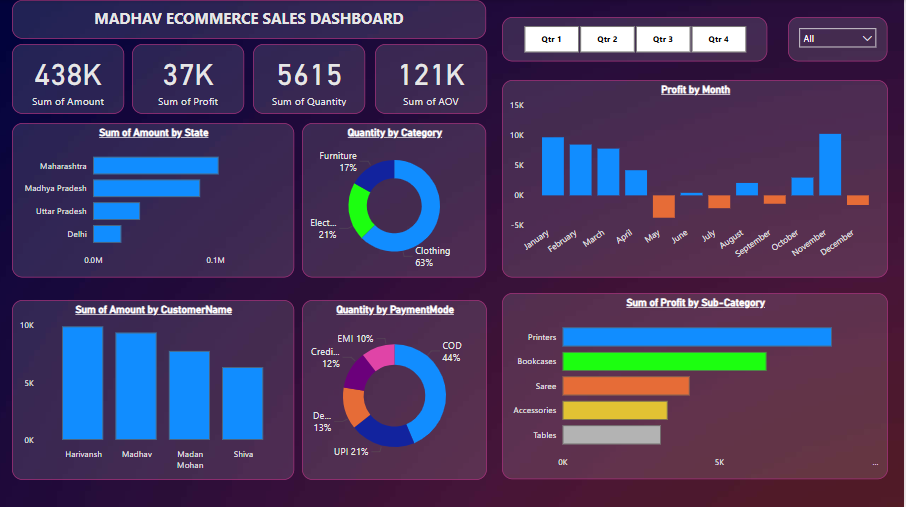 MADHAV ECOMMERCE SALES DASHBOARD
Qtr 1 Qtr 2 Qtr 3 Qtr 4
All
438K
Sum of Amount
37K
Sum of Profit
5615
Sum of Quantity
121K
Sum of AOV
Sum of Amount by State
Maharashtra
Madhya Pradesh
Uttar Pradesh
Delhi
0.0M 0.1M
Quantity by Category
Furniture
17%
Elect...
21%
Clothing
63%
Profit by Month
15K
10K
5K
0K
-5K
January February March April May June July August September October November December
Sum of Amount by CustomerName
10K
5K
0K
Harivansh Madhav Madan Shiva
Mohan
Quantity by PaymentMode
EMI 10%
COD
44%
Credi...
12%
De...
13%
UPI 21%
Sum of Profit by Sub-Category
Printers
Bookcases
Saree
Accessories
Tables
0K 5K
...